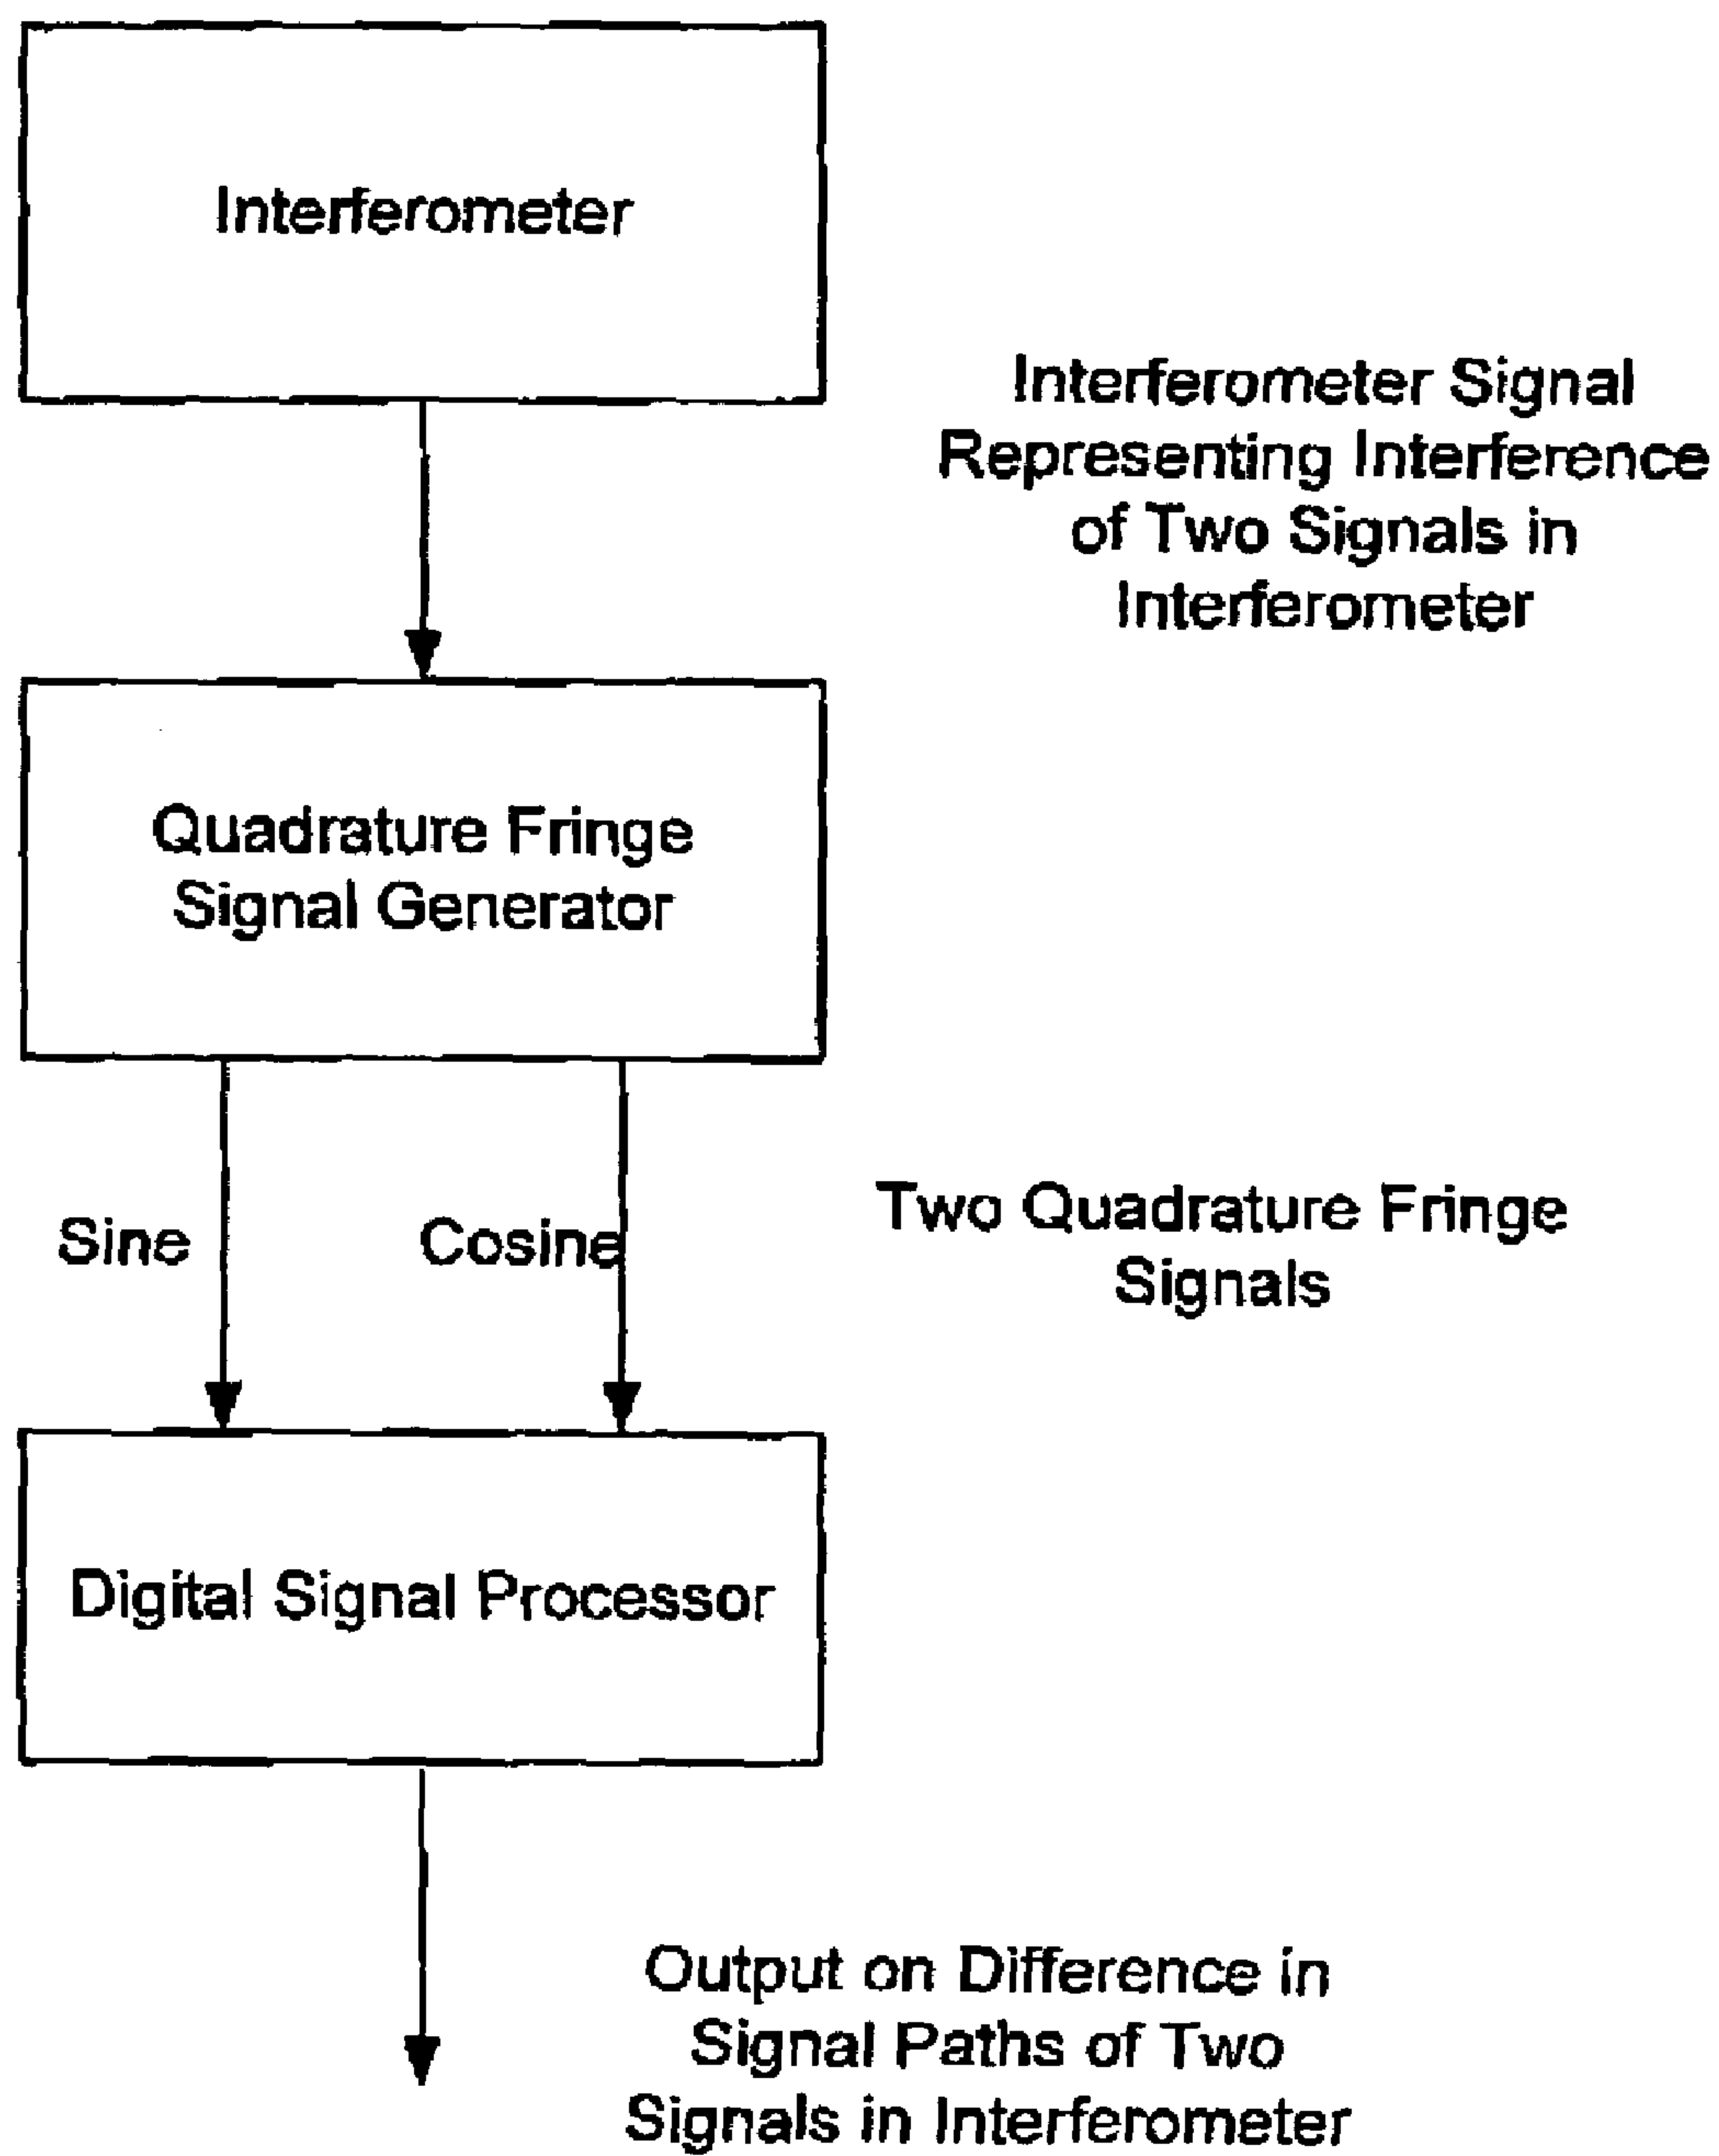 Interferometer
Interferometer Signal
Representing Interference
of Two Signals in
Interferometer
Quadrature Fringe
Signal Generator
Sine
Cosine
Two Quadrature Fringe
Signals
Digital Signal Processor
Output on Difference in
Signal Paths of Two
Signals in Interferometer